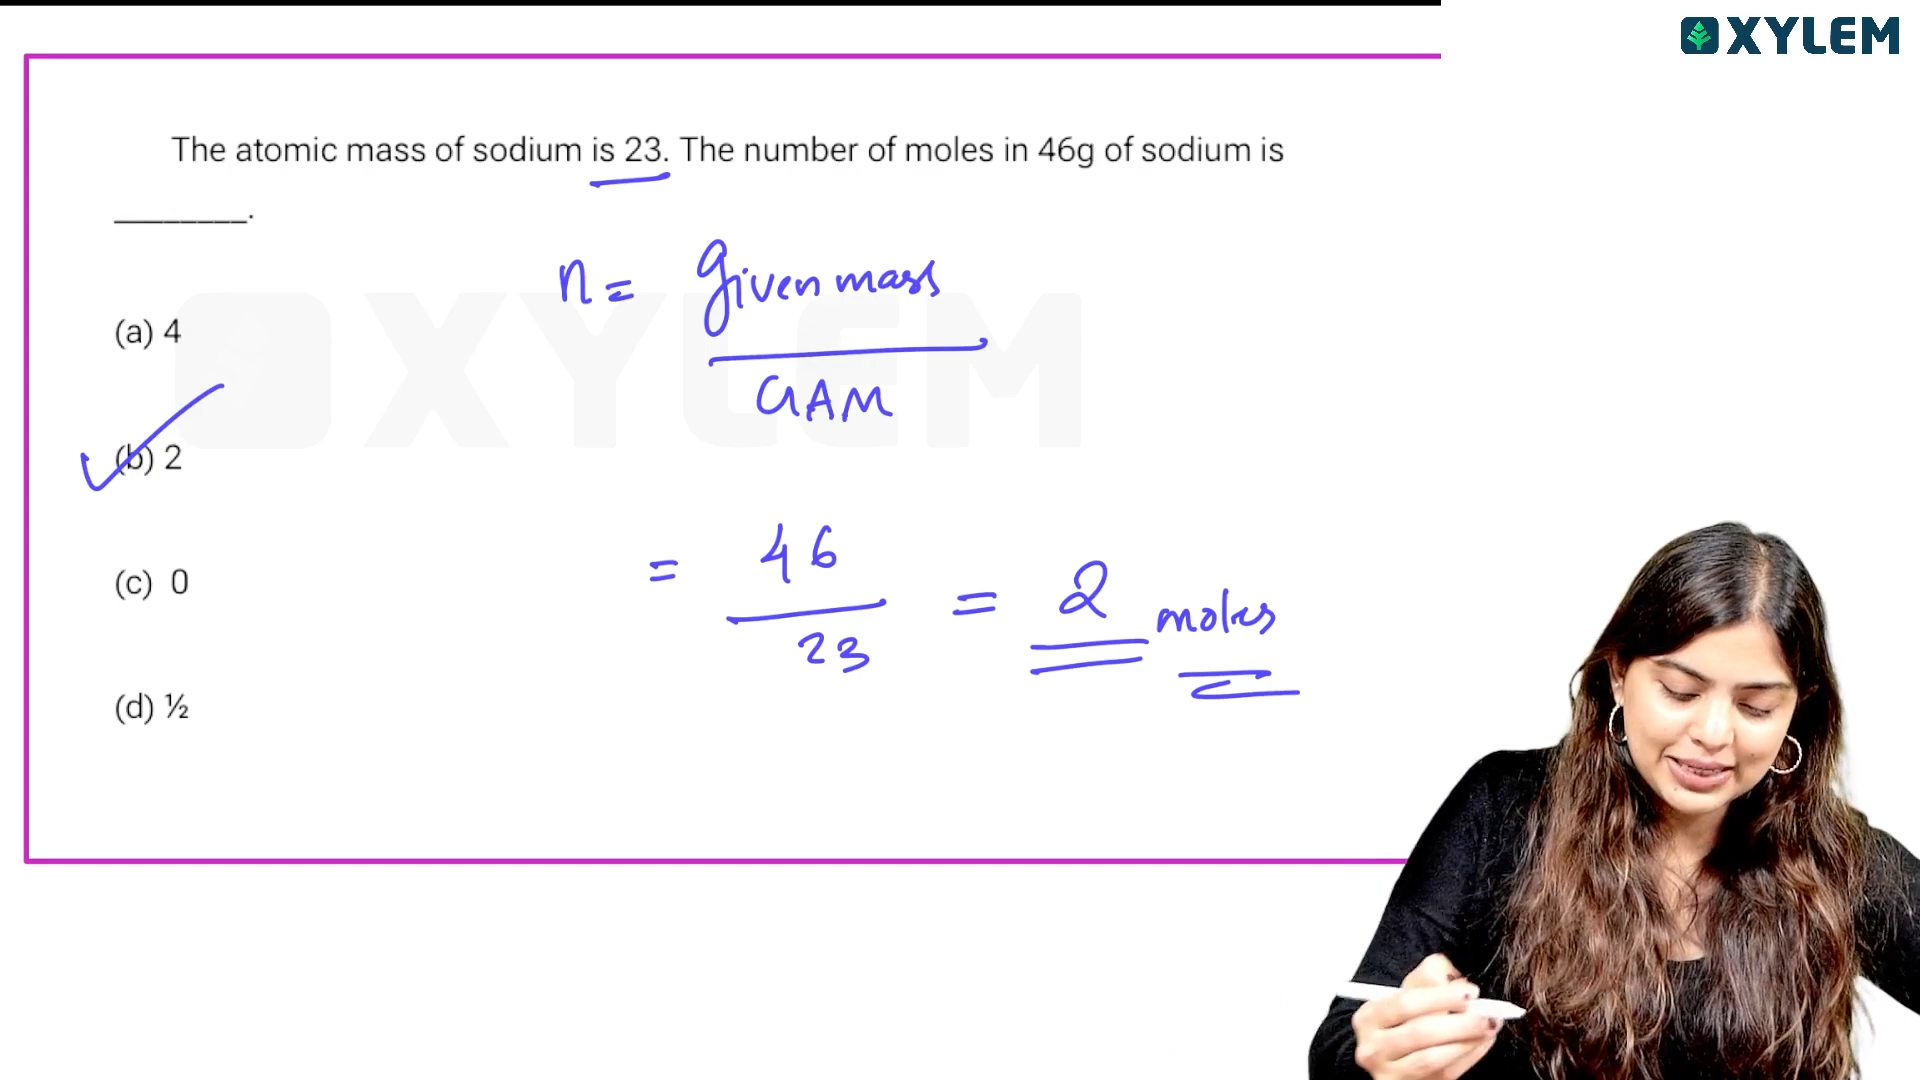 XYLEM
The atomic mass of sodium is 23. The number of moles in 46g of sodium is
________.
n = Given mass
GAM
(a) 4
(b) 2
(c) 0
(d) ½
= 46
23
= 2 moles
XYLEM